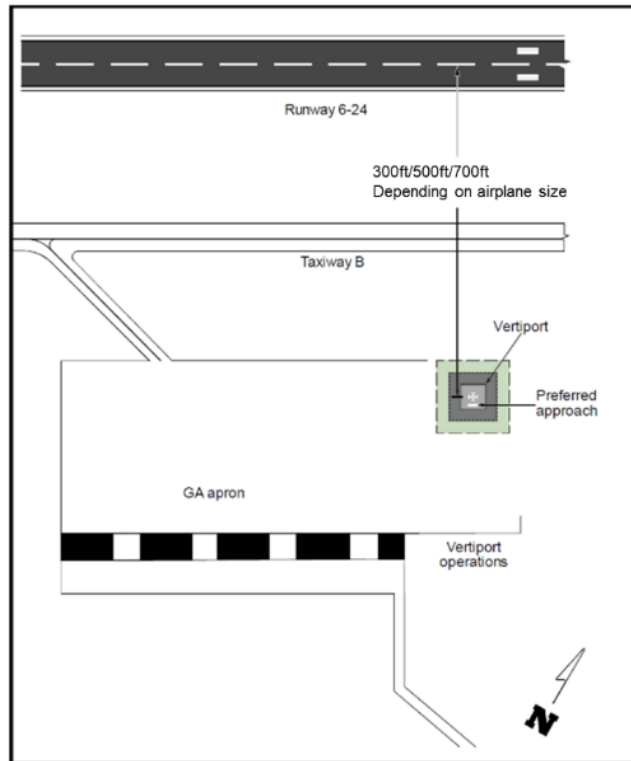 Runway 6-24
300ft/500ft/700ft
Depending on airplane size
Taxiway B
Vertiport
Preferred
approach
GA apron
Vertiport
operations
N